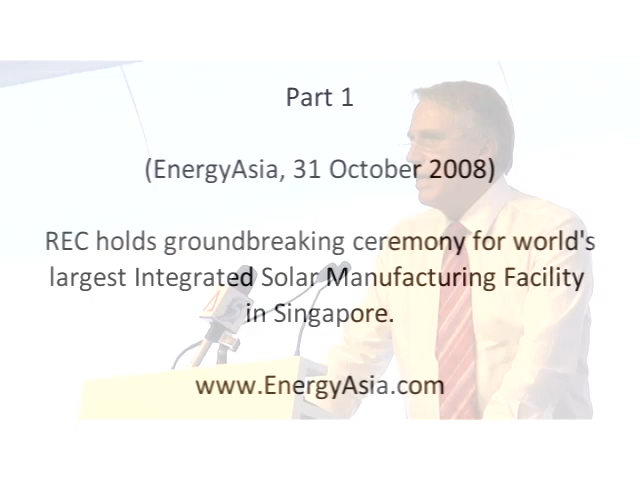 Part 1
(EnergyAsia, 31 October 2008)
REC holds groundbreaking ceremony for world's
largest Integrated Solar Manufacturing Facility
in Singapore.
www.EnergyAsia.com